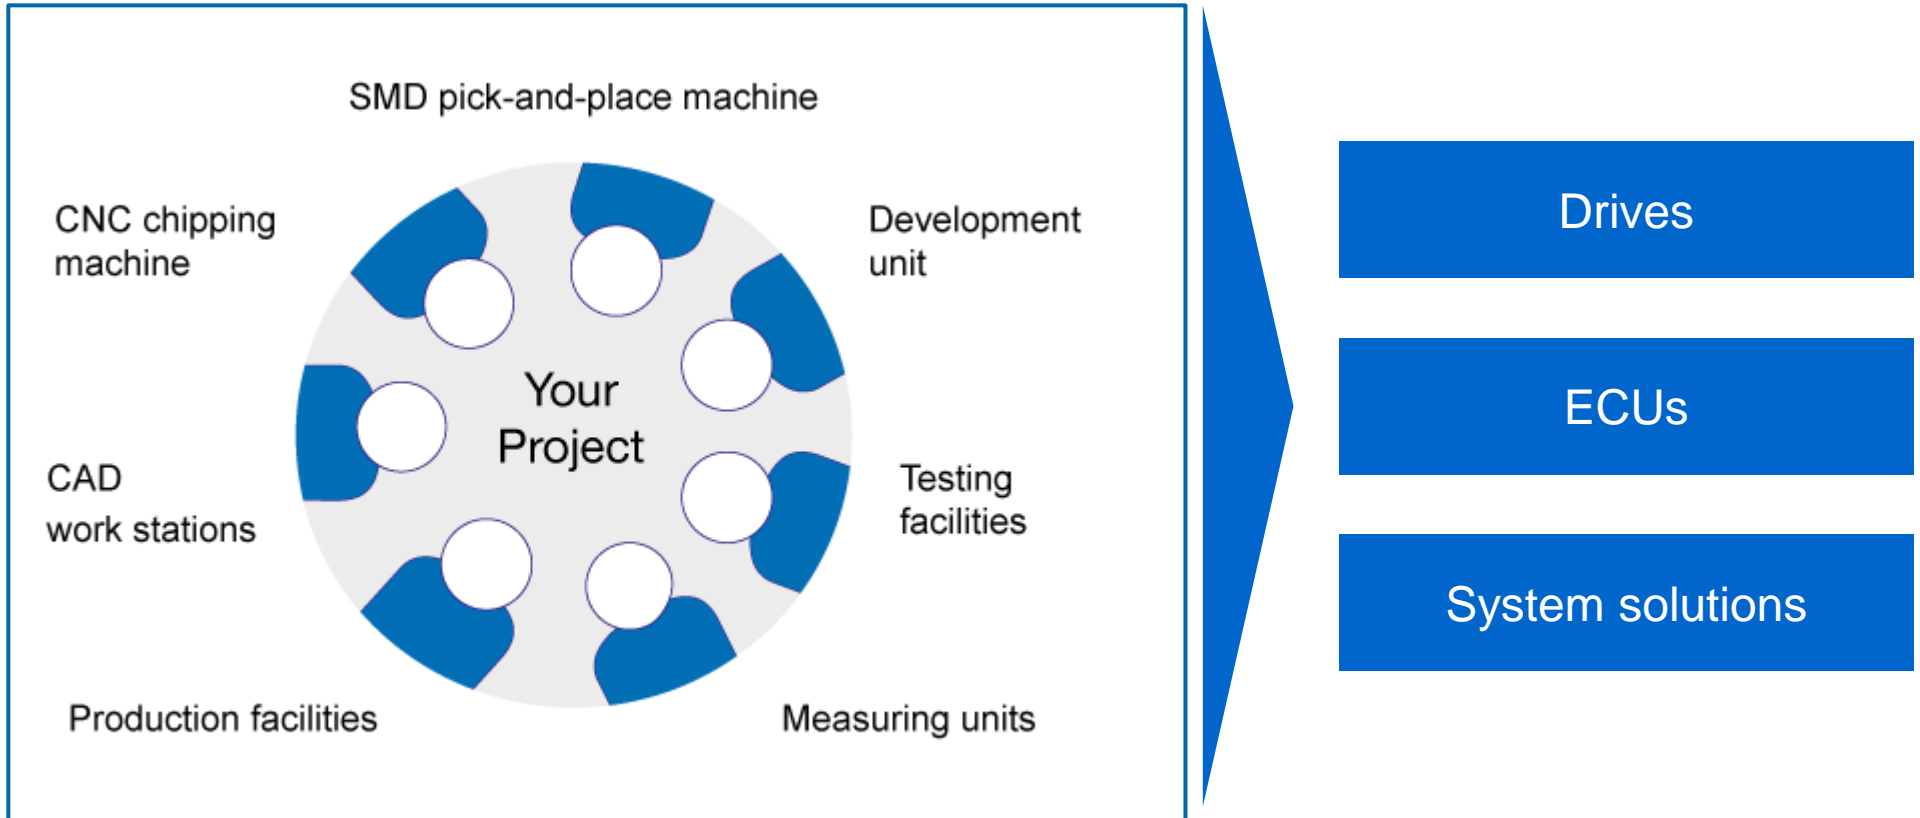 SMD pick-and-place machine
CNC chipping
machine
Development
unit
Your
Project
CAD
work stations
Testing
facilities
Production facilities
Measuring units
Drives
ECUs
System solutions